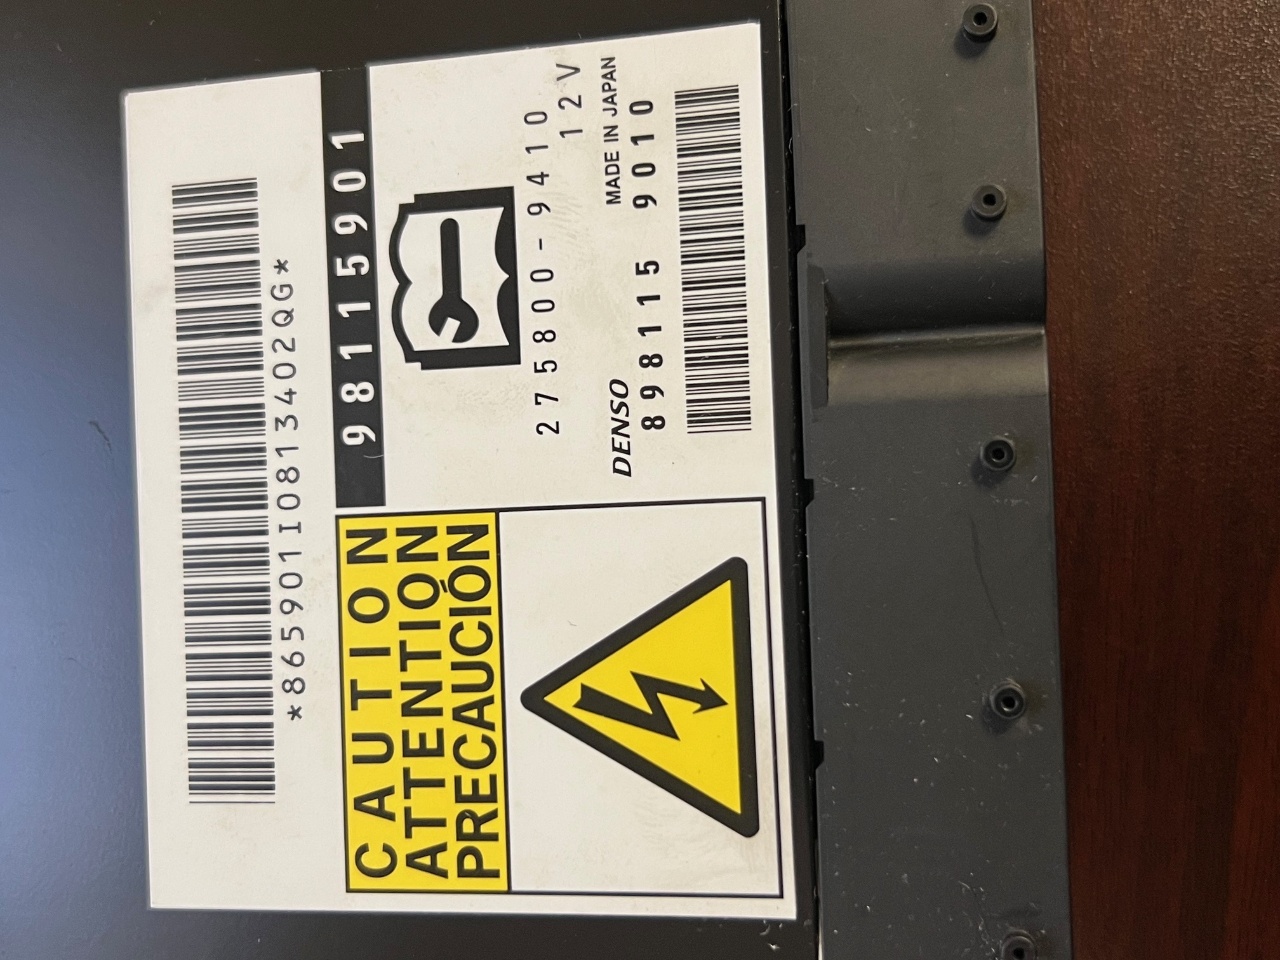 *865901I0813402QG*
98115901
275800-9410
12V
DENSO MADE IN JAPAN
898115 9010
CAUTION
ATTENTION
PRECAUCIÓN